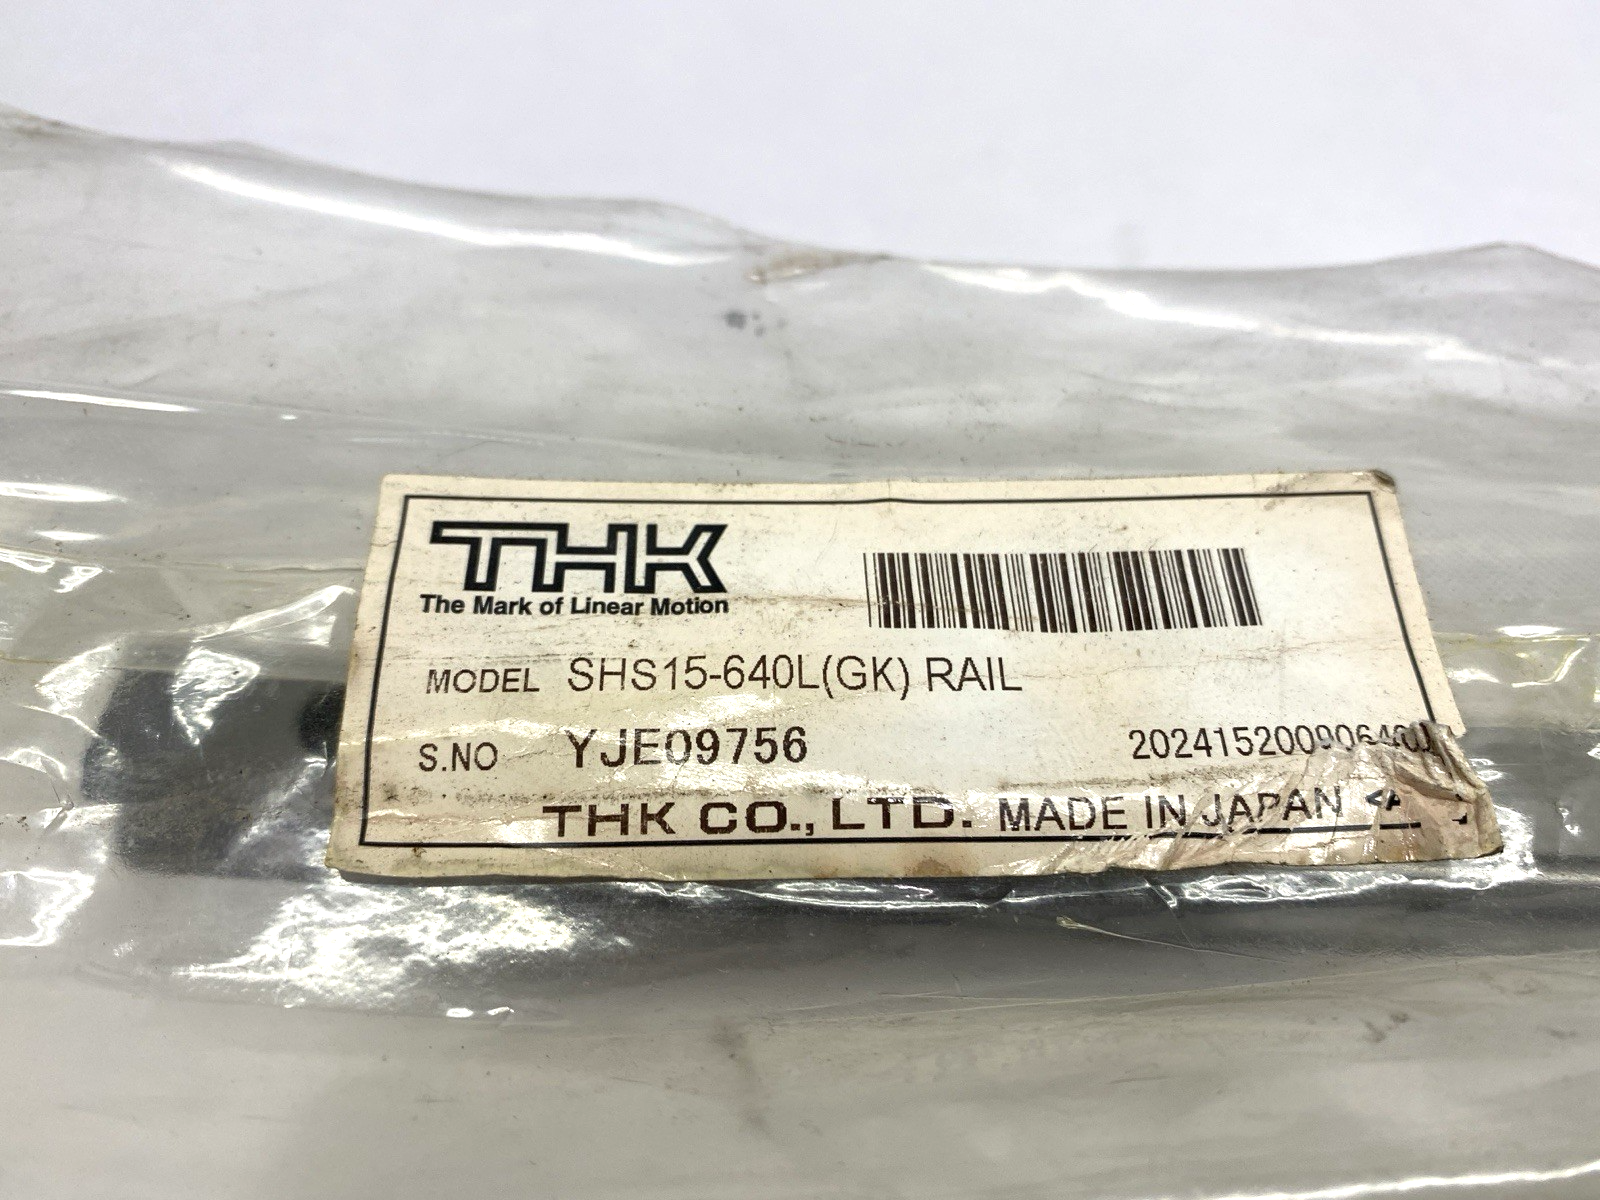 THK
The Mark of Linear Motion
MODEL SHS15-640L(GK) RAIL
S.NO YJE09756
THK CO., LTD. MADE IN JAPAN